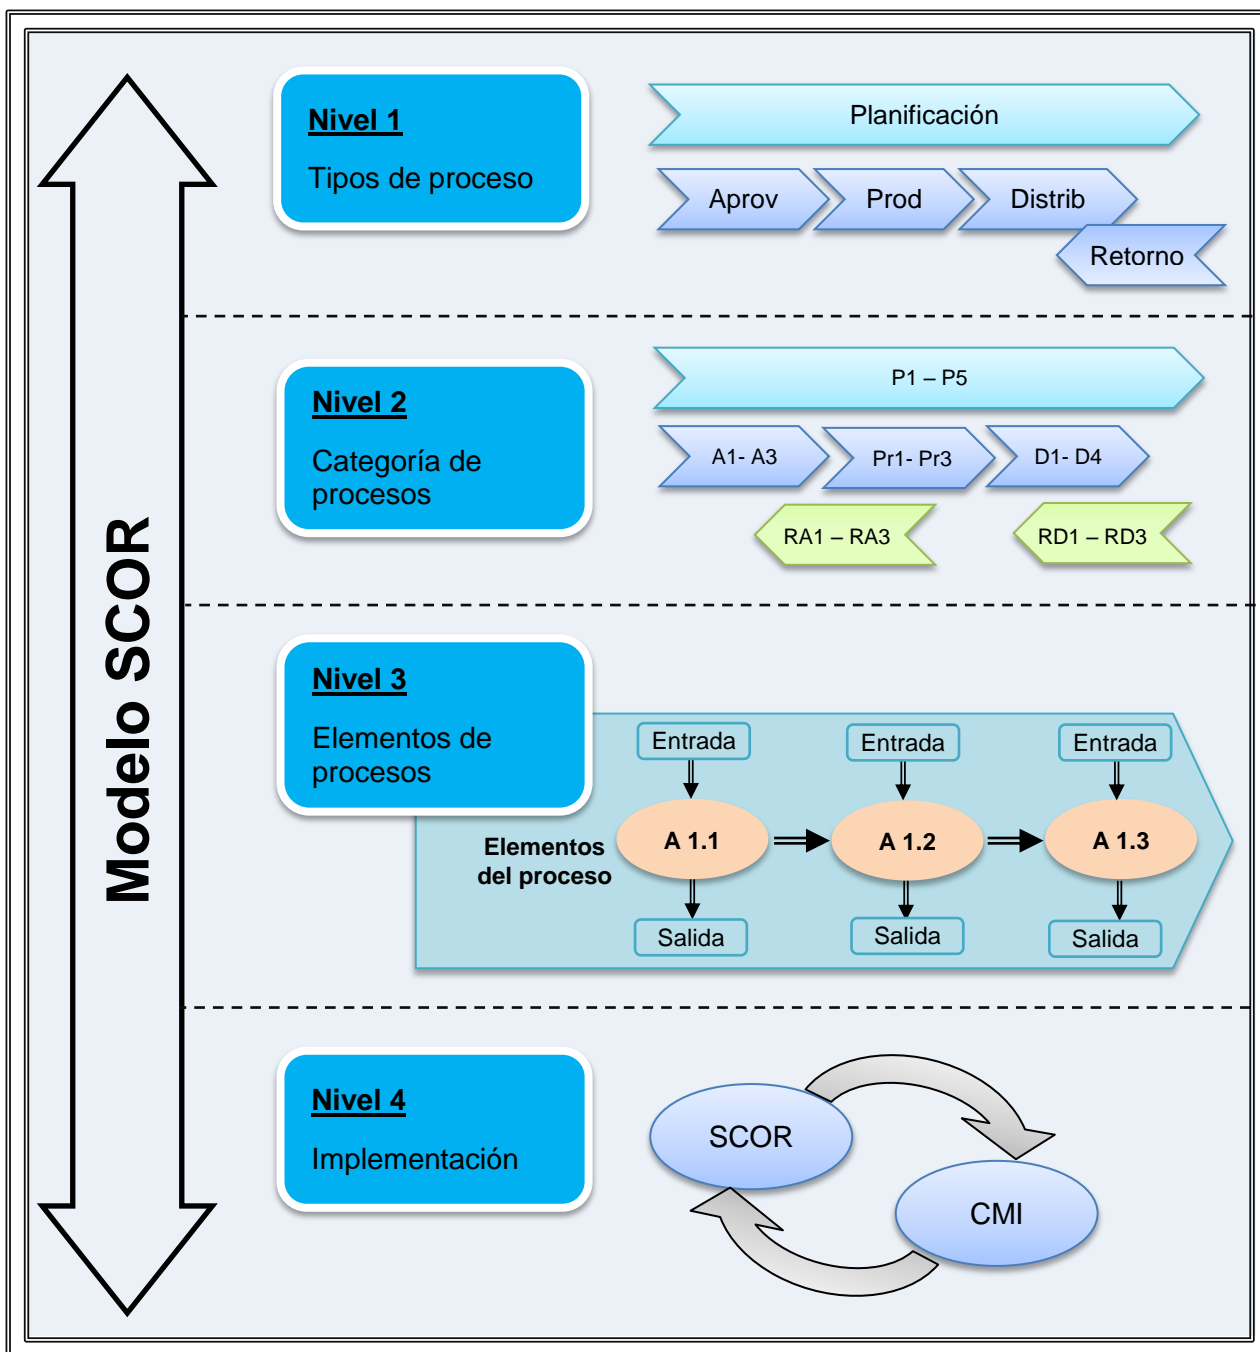 Modelo SCOR
Nivel 1
Tipos de proceso
Planificación
Aprov
Prod
Distrib
Retorno
Nivel 2
Categoría de
procesos
P1 – P5
A1- A3
Pr1- Pr3
D1- D4
RA1 – RA3
RD1 – RD3
Nivel 3
Elementos de
procesos
Entrada
Entrada
Entrada
Elementos
del proceso
A 1.1
A 1.2
A 1.3
Salida
Salida
Salida
Nivel 4
Implementación
SCOR
CMI